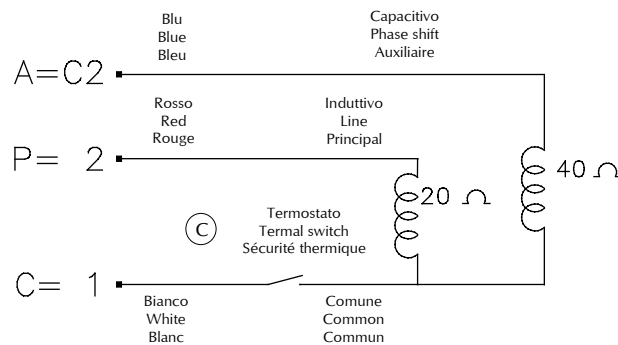 Blu
Blue
Bleu
Capacitivo
Phase shift
Auxiliaire
A=C2
Rosso
Red
Rouge
Induttivo
Line
Principal
P= 2
40 Ω
20 Ω
C
Termostato
Termal switch
Sécurité thermique
C= 1
Bianco
White
Blanc
Comune
Common
Commun